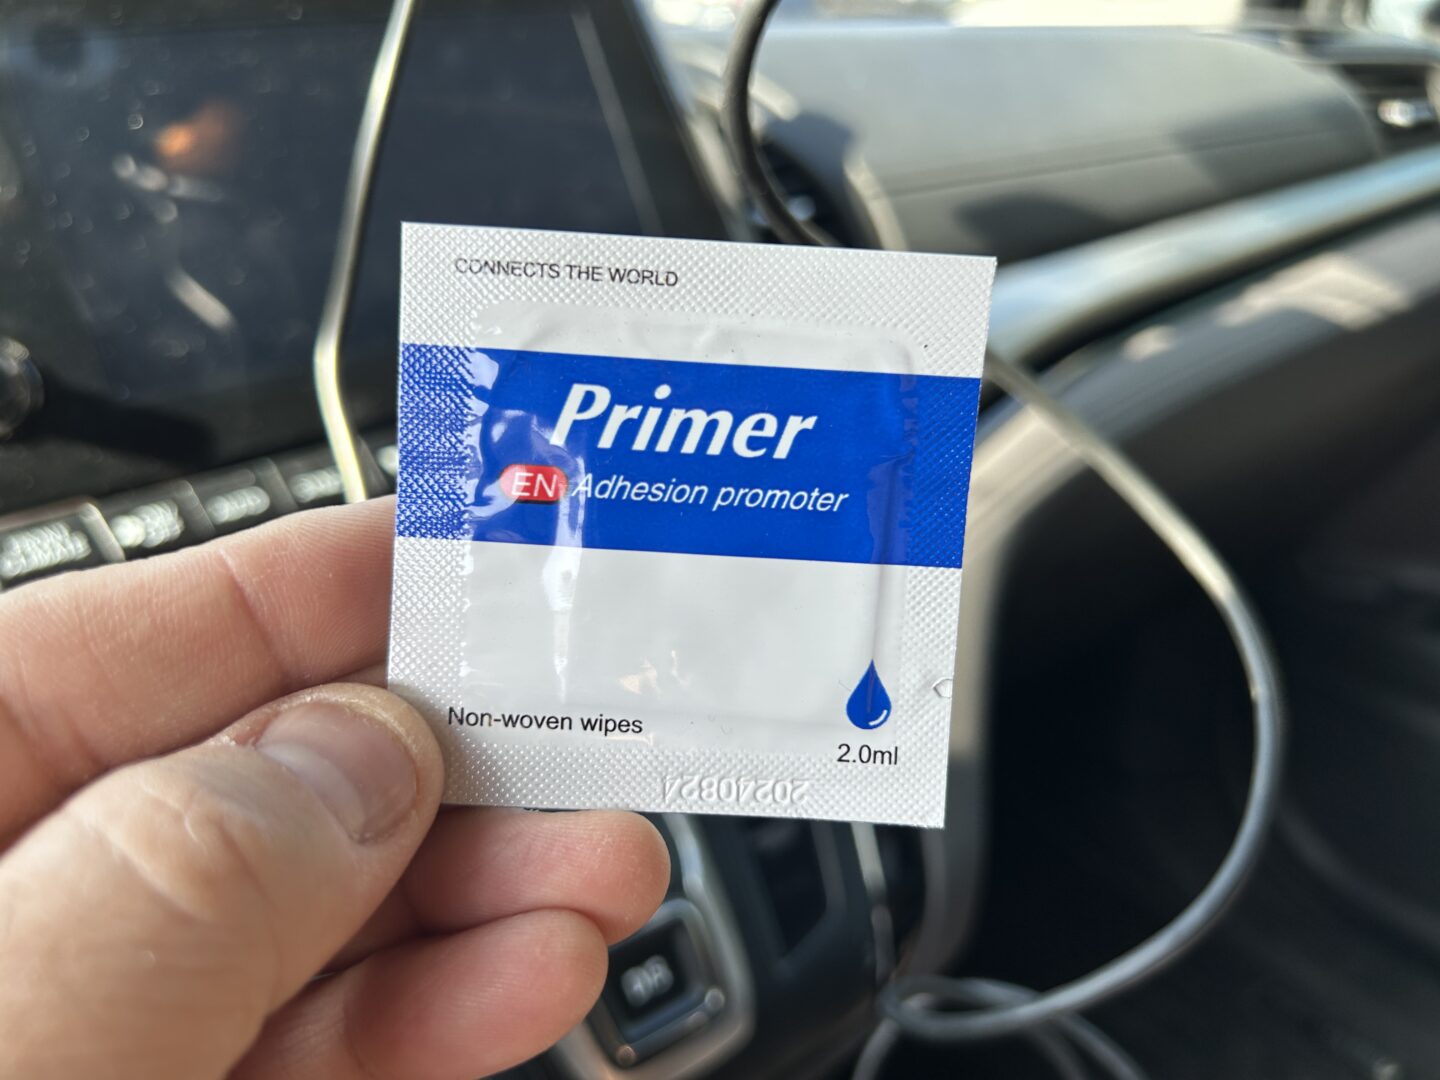 CONNECTS THE WORLD
Primer
EN Adhesion promoter
Non-woven wipes
2.0ml
20240824